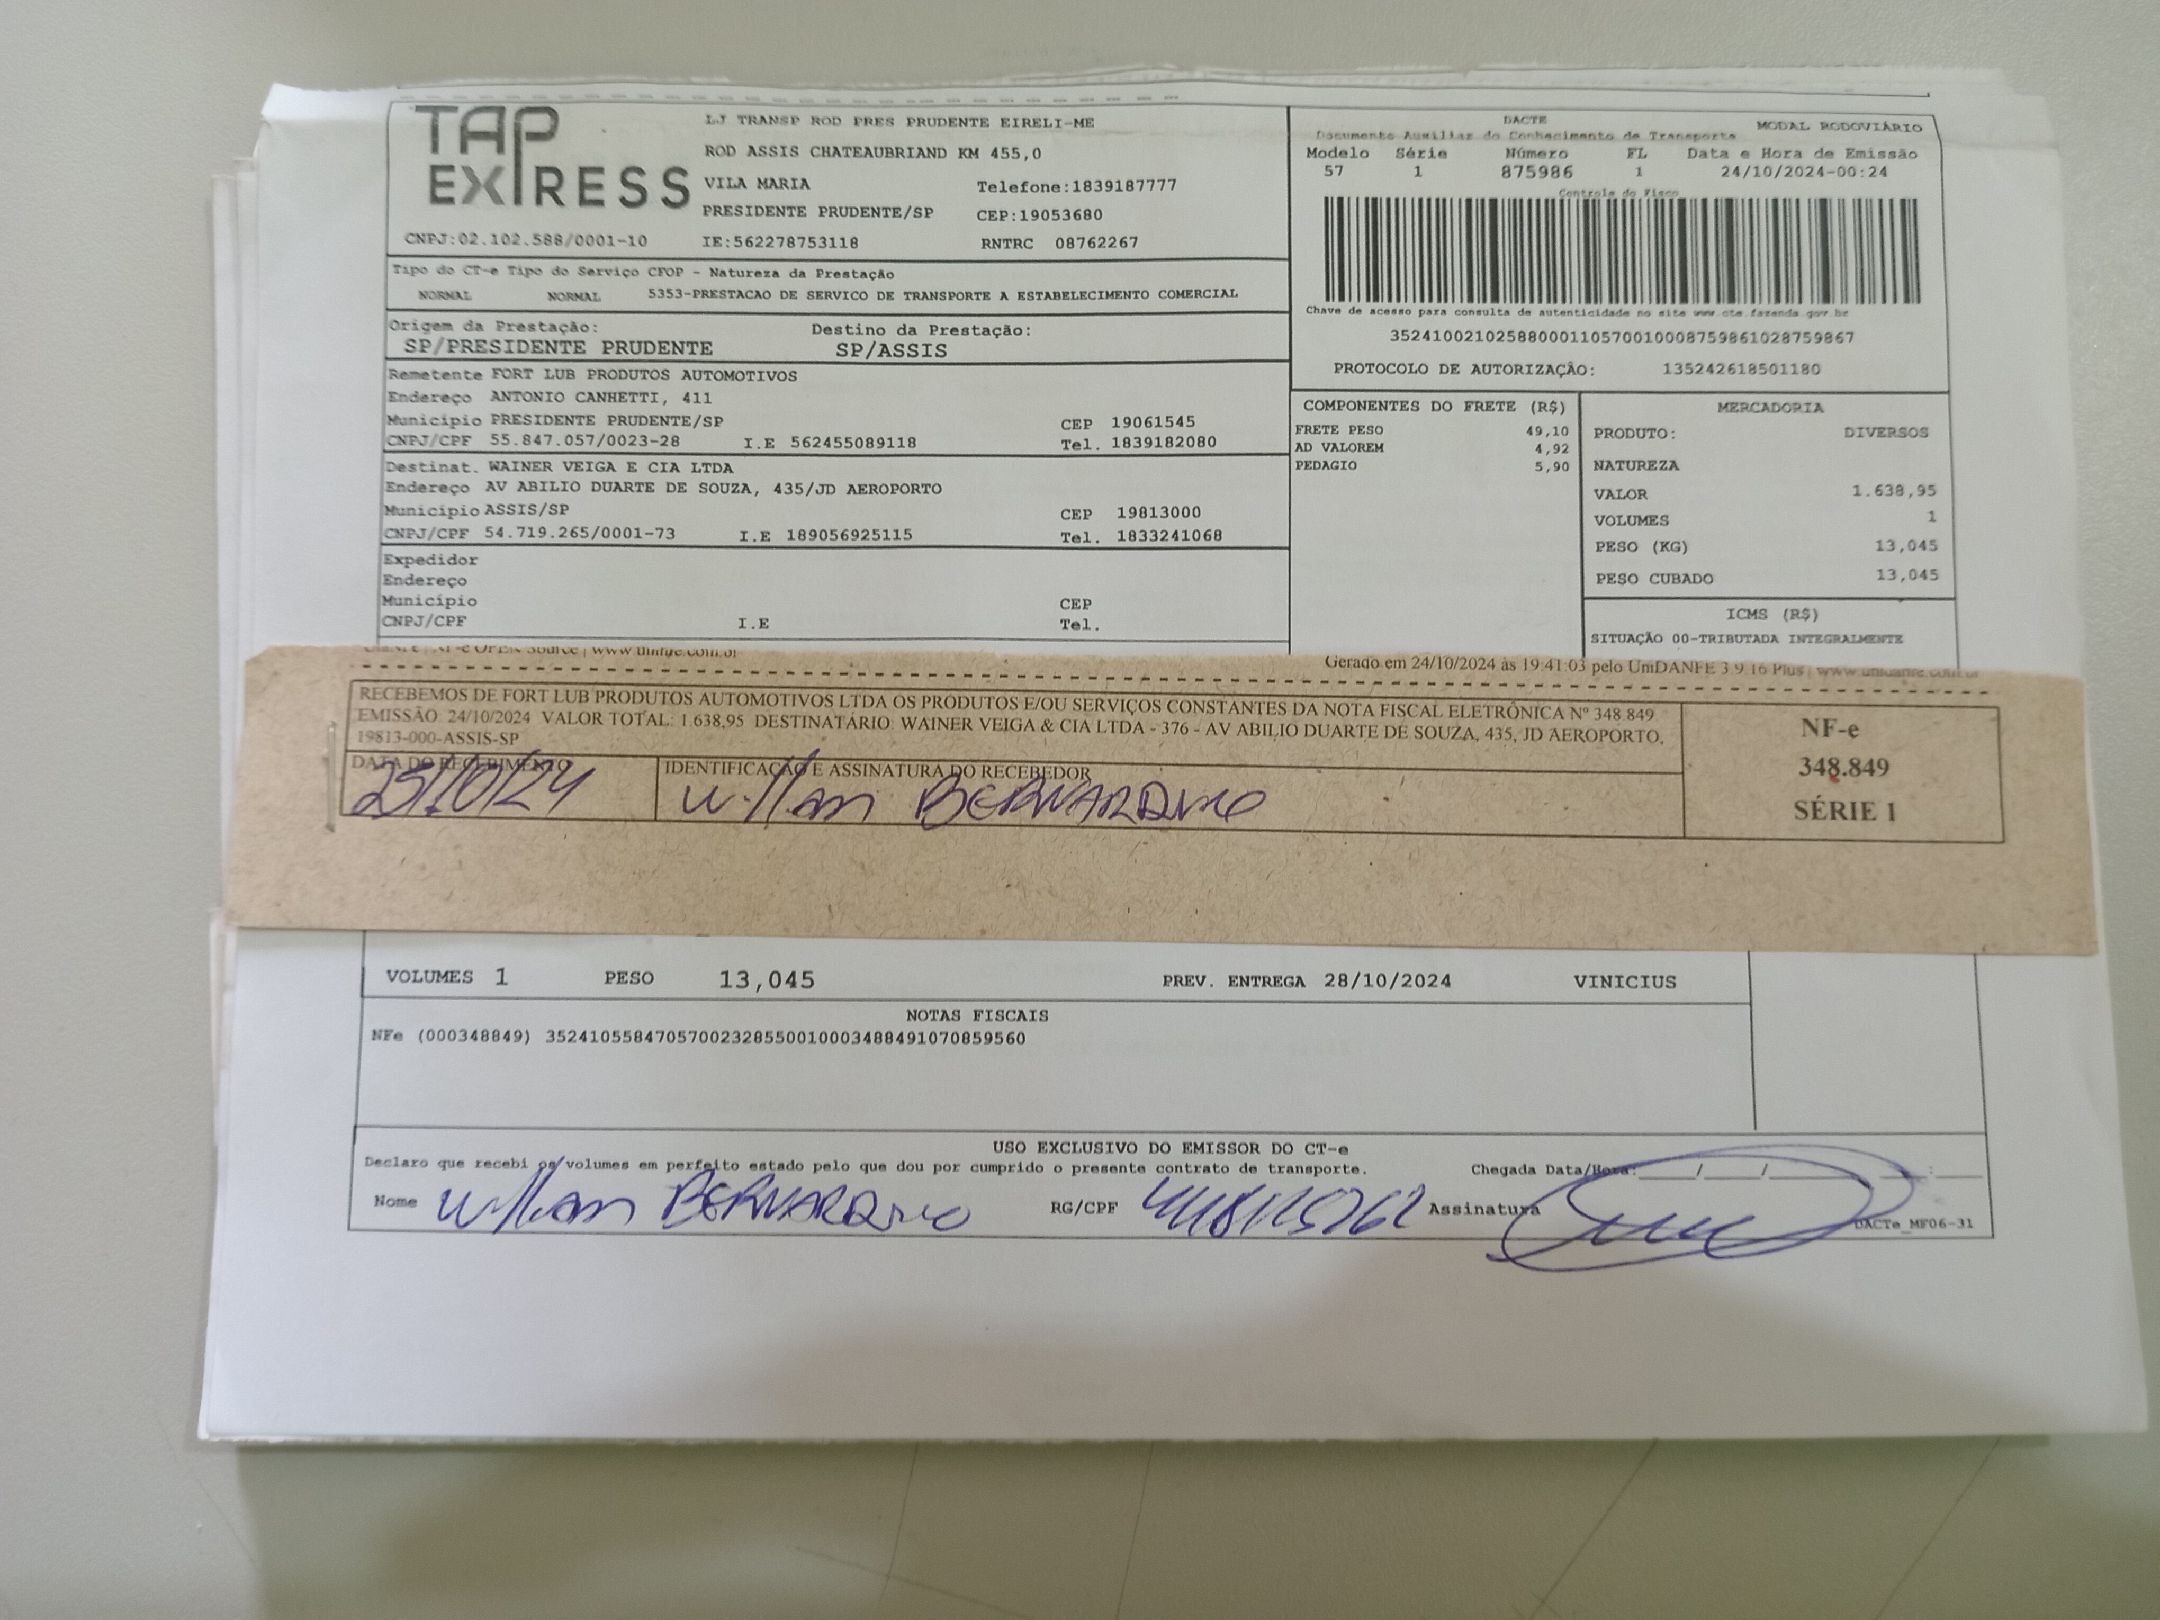 TAP EXPRESS
LJ TRANSP ROD PRES PRUDENTE EIRELI-ME
ROD ASSIS CHATEAUBRIAND KM 455,0
VILA MARIA Telefone:1839187777
PRESIDENTE PRUDENTE/SP CEP:19053680
CNPJ:02.102.588/0001-10 IE:562278753118 RNTRC 08762267
DACTE
Documento Auxiliar do Conhecimento de Transporte MODAL RODOVIÁRIO
Modelo Série Número FL Data e Hora de Emissão
57 1 875986 1 24/10/2024-00:24
Controle do Fisco
Chave de acesso para consulta de autenticidade no site www.cte.fazenda.gov.br
35241002102588000110570010008759861028759867
PROTOCOLO DE AUTORIZAÇÃO: 135242618501180
Tipo do CT-e Tipo do Serviço CFOP - Natureza da Prestação
NORMAL NORMAL 5353-PRESTACAO DE SERVICO DE TRANSPORTE A ESTABELECIMENTO COMERCIAL
Origem da Prestação: Destino da Prestação:
SP/PRESIDENTE PRUDENTE SP/ASSIS
Remetente FORT LUB PRODUTOS AUTOMOTIVOS
Endereço ANTONIO CANHETTI, 411
Município PRESIDENTE PRUDENTE/SP CEP 19061545
CNPJ/CPF 55.847.057/0023-28 I.E 562455089118 Tel. 1839182080
Destinat. WAINER VEIGA E CIA LTDA
Endereço AV ABILIO DUARTE DE SOUZA, 435/JD AEROPORTO
Município ASSIS/SP CEP 19813000
CNPJ/CPF 54.719.265/0001-73 I.E 189056925115 Tel. 1833241068
Expedidor
Endereço
Município CEP
CNPJ/CPF I.E Tel.
COMPONENTES DO FRETE (R$)
FRETE PESO 49,10
AD VALOREM 4,92
PEDAGIO 5,90
MERCADORIA
PRODUTO: DIVERSOS
NATUREZA
VALOR 1.638,95
VOLUMES 1
PESO (KG) 13,045
PESO CUBADO 13,045
ICMS (R$)
SITUAÇÃO 00-TRIBUTADA INTEGRALMENTE
Gerado em 24/10/2024 às 19:41:03 pelo UniDANFE 3.9.16 Plus | www.unidanfe.com.br
RECEBEMOS DE FORT LUB PRODUTOS AUTOMOTIVOS LTDA OS PRODUTOS E/OU SERVIÇOS CONSTANTES DA NOTA FISCAL ELETRÔNICA Nº 348.849
EMISSÃO: 24/10/2024 VALOR TOTAL: 1.638,95 DESTINATÁRIO: WAINER VEIGA & CIA LTDA - 376 - AV ABILIO DUARTE DE SOUZA, 435, JD AEROPORTO,
19813-000-ASSIS-SP
DATA DO RECEBIMENTO IDENTIFICAÇÃO E ASSINATURA DO RECEBEDOR
25/10/24 Willian BERNARDINO
NF-e
348.849
SÉRIE 1
VOLUMES 1 PESO 13,045 PREV. ENTREGA 28/10/2024 VINICIUS
NOTAS FISCAIS
NFe (000348849) 35241055847057002328550010003488491070859560
USO EXCLUSIVO DO EMISSOR DO CT-e
Declaro que recebi os volumes em perfeito estado pelo que dou por cumprido o presente contrato de transporte. Chegada Data/Hora: ____/____/____ ____:____
Nome Willian BERNARDINO RG/CPF Assinatura
DACTe_MF06-31